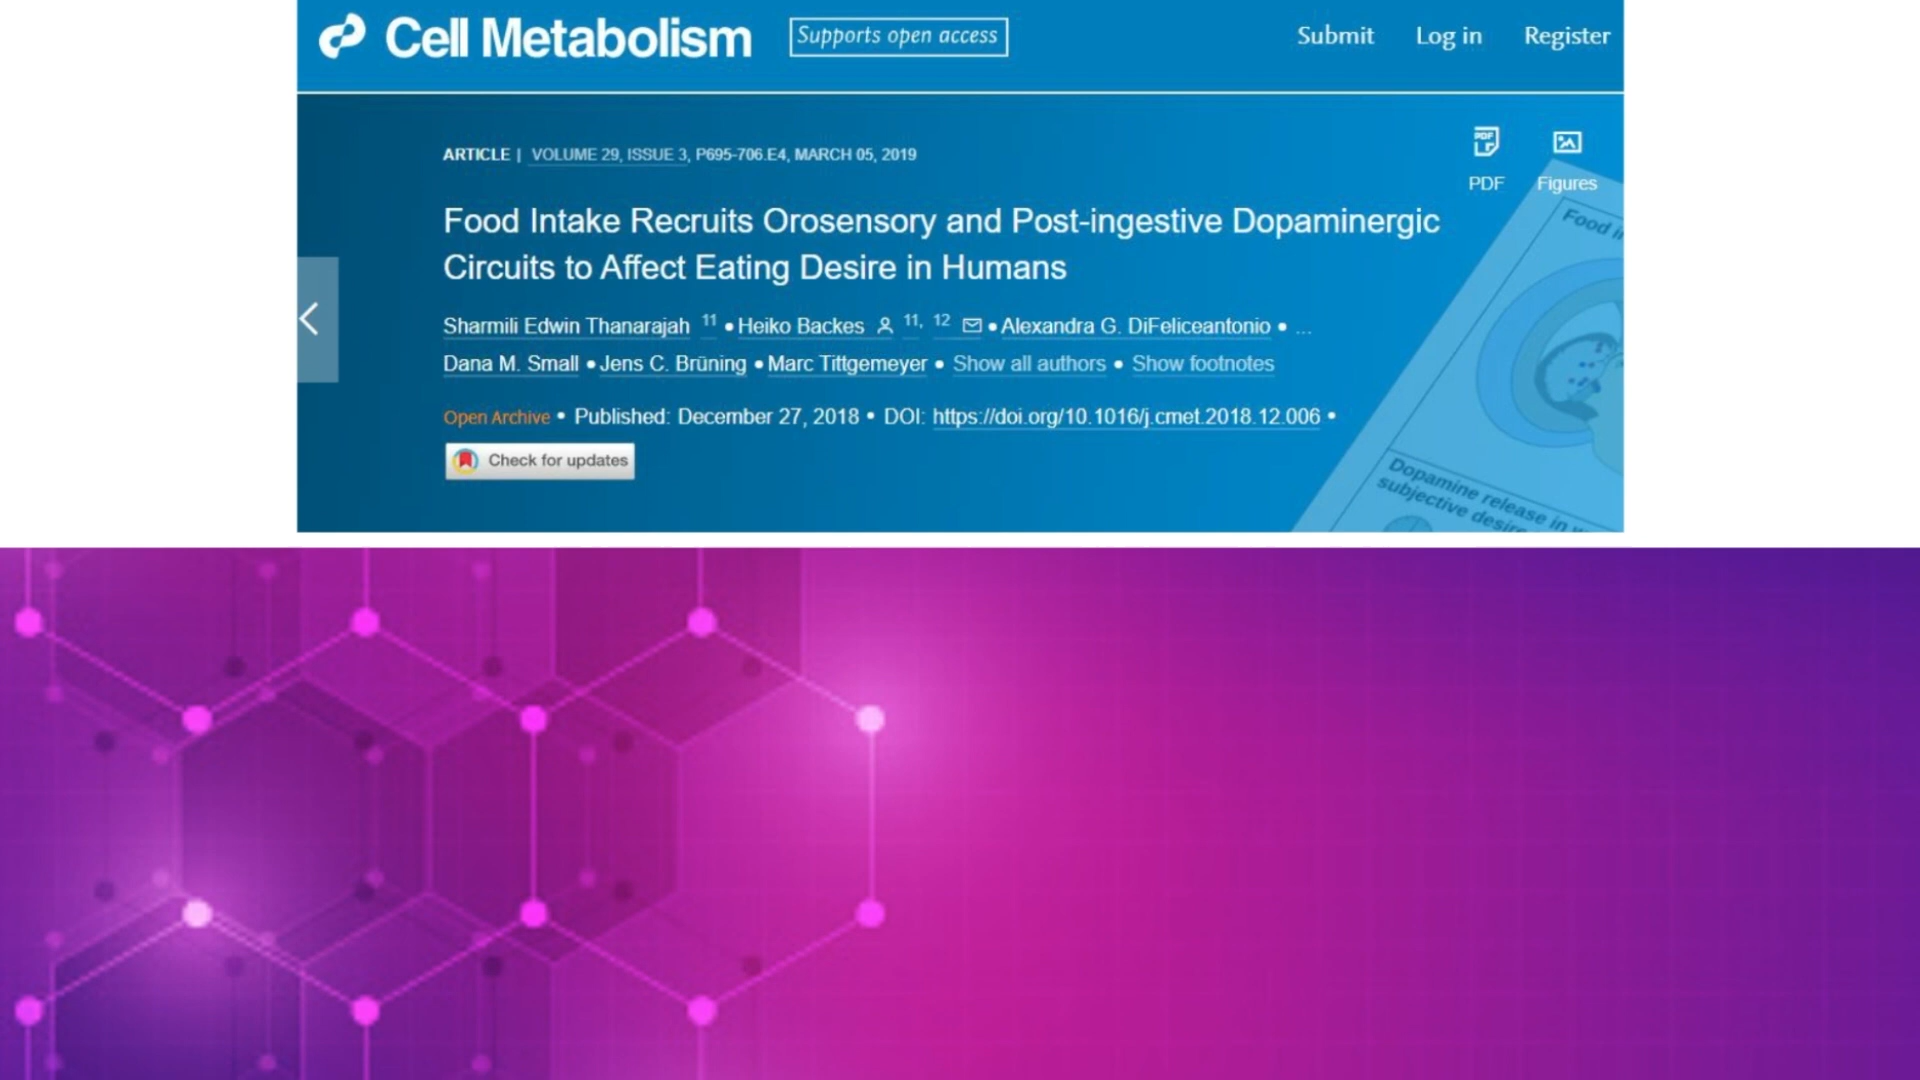 Cell Metabolism
Supports open access
Submit Log in Register
ARTICLE | VOLUME 29, ISSUE 3, P695-706.E4, MARCH 05, 2019
PDF Figures
Food Intake Recruits Orosensory and Post-ingestive Dopaminergic
Circuits to Affect Eating Desire in Humans
Sharmili Edwin Thanarajah 11 • Heiko Backes 11, 12 • Alexandra G. DiFeliceantonio • ...
Dana M. Small • Jens C. Brüning • Marc Tittgemeyer • Show all authors • Show footnotes
Open Archive • Published: December 27, 2018 • DOI: https://doi.org/10.1016/j.cmet.2018.12.006 •
Check for updates
Food
Dopamine release in
subjective